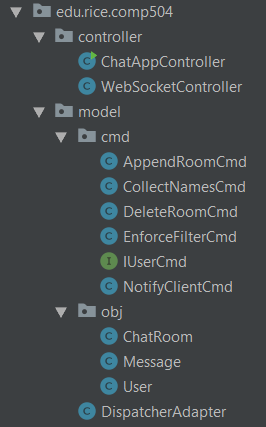 edu.rice.comp504
controller
ChatAppController
WebSocketController
model
cmd
AppendRoomCmd
CollectNamesCmd
DeleteRoomCmd
EnforceFilterCmd
IUserCmd
NotifyClientCmd
obj
ChatRoom
Message
User
DispatcherAdapter